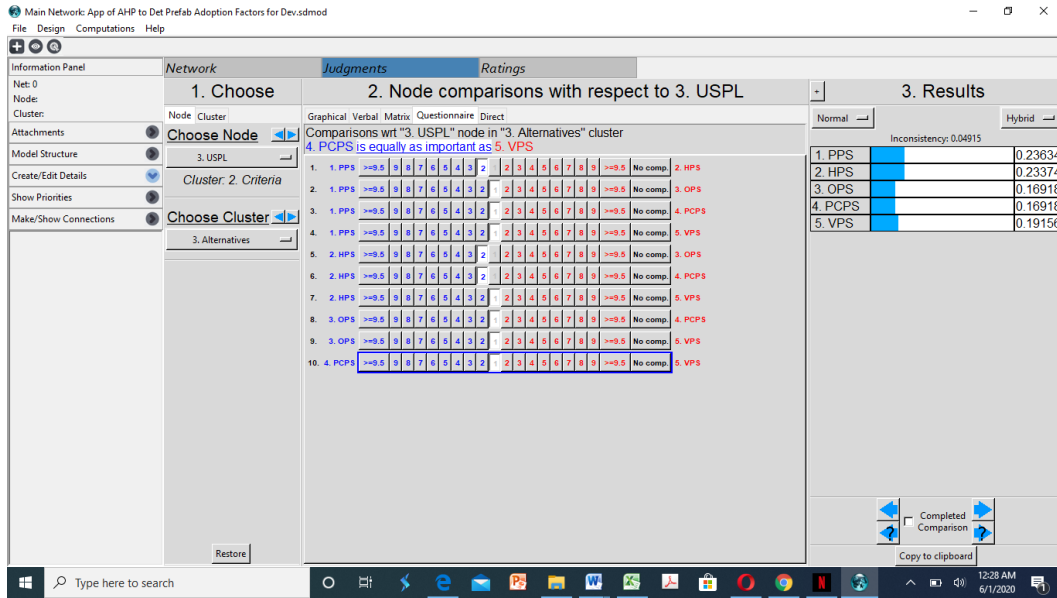 Main Network: App of AHP to Det Prefab Adoption Factors for Dev.sdmod
File Design Computations Help
Information Panel
Net: 0
Node:
Cluster:
Attachments
Model Structure
Create/Edit Details
Show Priorities
Make/Show Connections
Network Judgments Ratings
1. Choose
Node Cluster
Choose Node
3. USPL
Cluster: 2. Criteria
Choose Cluster
3. Alternatives
Restore
2. Node comparisons with respect to 3. USPL
Graphical Verbal Matrix Questionnaire Direct
Comparisons wrt "3. USPL" node in "3. Alternatives" cluster
4. PCPS is equally as important as 5. VPS
1. 1. PPS >=9.5 9 8 7 6 5 4 3 2 1 2 3 4 5 6 7 8 9 >=9.5 No comp. 2. HPS
2. 1. PPS >=9.5 9 8 7 6 5 4 3 2 1 2 3 4 5 6 7 8 9 >=9.5 No comp. 3. OPS
3. 1. PPS >=9.5 9 8 7 6 5 4 3 2 1 2 3 4 5 6 7 8 9 >=9.5 No comp. 4. PCPS
4. 1. PPS >=9.5 9 8 7 6 5 4 3 2 1 2 3 4 5 6 7 8 9 >=9.5 No comp. 5. VPS
5. 2. HPS >=9.5 9 8 7 6 5 4 3 2 1 2 3 4 5 6 7 8 9 >=9.5 No comp. 3. OPS
6. 2. HPS >=9.5 9 8 7 6 5 4 3 2 1 2 3 4 5 6 7 8 9 >=9.5 No comp. 4. PCPS
7. 2. HPS >=9.5 9 8 7 6 5 4 3 2 1 2 3 4 5 6 7 8 9 >=9.5 No comp. 5. VPS
8. 3. OPS >=9.5 9 8 7 6 5 4 3 2 1 2 3 4 5 6 7 8 9 >=9.5 No comp. 4. PCPS
9. 3. OPS >=9.5 9 8 7 6 5 4 3 2 1 2 3 4 5 6 7 8 9 >=9.5 No comp. 5. VPS
10. 4. PCPS >=9.5 9 8 7 6 5 4 3 2 1 2 3 4 5 6 7 8 9 >=9.5 No comp. 5. VPS
+ 3. Results
Normal Hybrid
Inconsistency: 0.04915
1. PPS 0.23634
2. HPS 0.23374
3. OPS 0.16918
4. PCPS 0.16918
5. VPS 0.19156
Completed
Comparison
? ?
Copy to clipboard
Type here to search
12:28 AM
6/1/2020